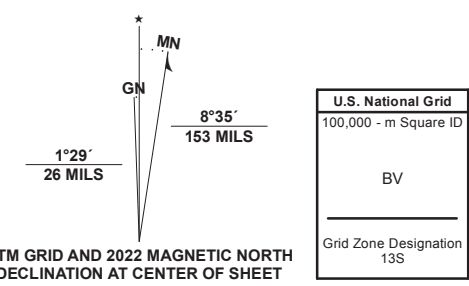 ★
MN
GN
1°29´
26 MILS
8°35´
153 MILS
TM GRID AND 2022 MAGNETIC NORTH
DECLINATION AT CENTER OF SHEET
U.S. National Grid
100,000 - m Square ID
BV
Grid Zone Designation
13S